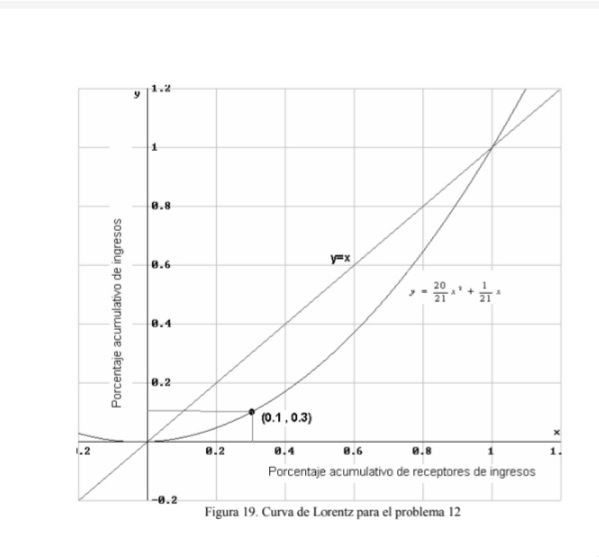 y
1.2
1
0.8
Porcentaje acumulativo de ingresos
0.6
y=x
y = 20/21 x² + 1/21 x
0.4
0.2
(0.1 , 0.3)
x
.2
0.2
0.4
0.6
0.8
1
1.
Porcentaje acumulativo de receptores de ingresos
-0.2
Figura 19. Curva de Lorentz para el problema 12